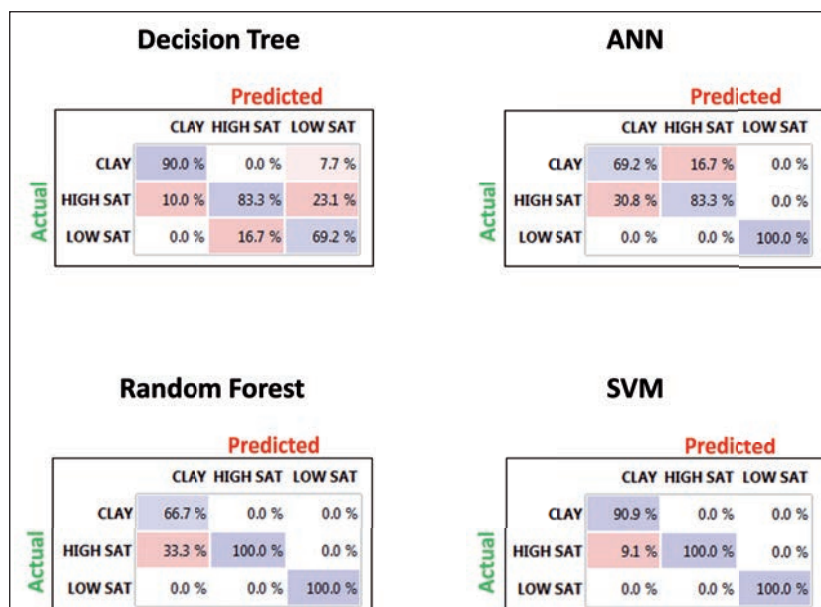 Decision Tree
Predicted
CLAY HIGH SAT LOW SAT
Actual
CLAY 90.0 % 0.0 % 7.7 %
HIGH SAT 10.0 % 83.3 % 23.1 %
LOW SAT 0.0 % 16.7 % 69.2 %
ANN
Predicted
CLAY HIGH SAT LOW SAT
Actual
CLAY 69.2 % 16.7 % 0.0 %
HIGH SAT 30.8 % 83.3 % 0.0 %
LOW SAT 0.0 % 0.0 % 100.0 %
Random Forest
Predicted
CLAY HIGH SAT LOW SAT
Actual
CLAY 66.7 % 0.0 % 0.0 %
HIGH SAT 33.3 % 100.0 % 0.0 %
LOW SAT 0.0 % 0.0 % 100.0 %
SVM
Predicted
CLAY HIGH SAT LOW SAT
Actual
CLAY 90.9 % 0.0 % 0.0 %
HIGH SAT 9.1 % 100.0 % 0.0 %
LOW SAT 0.0 % 0.0 % 100.0 %